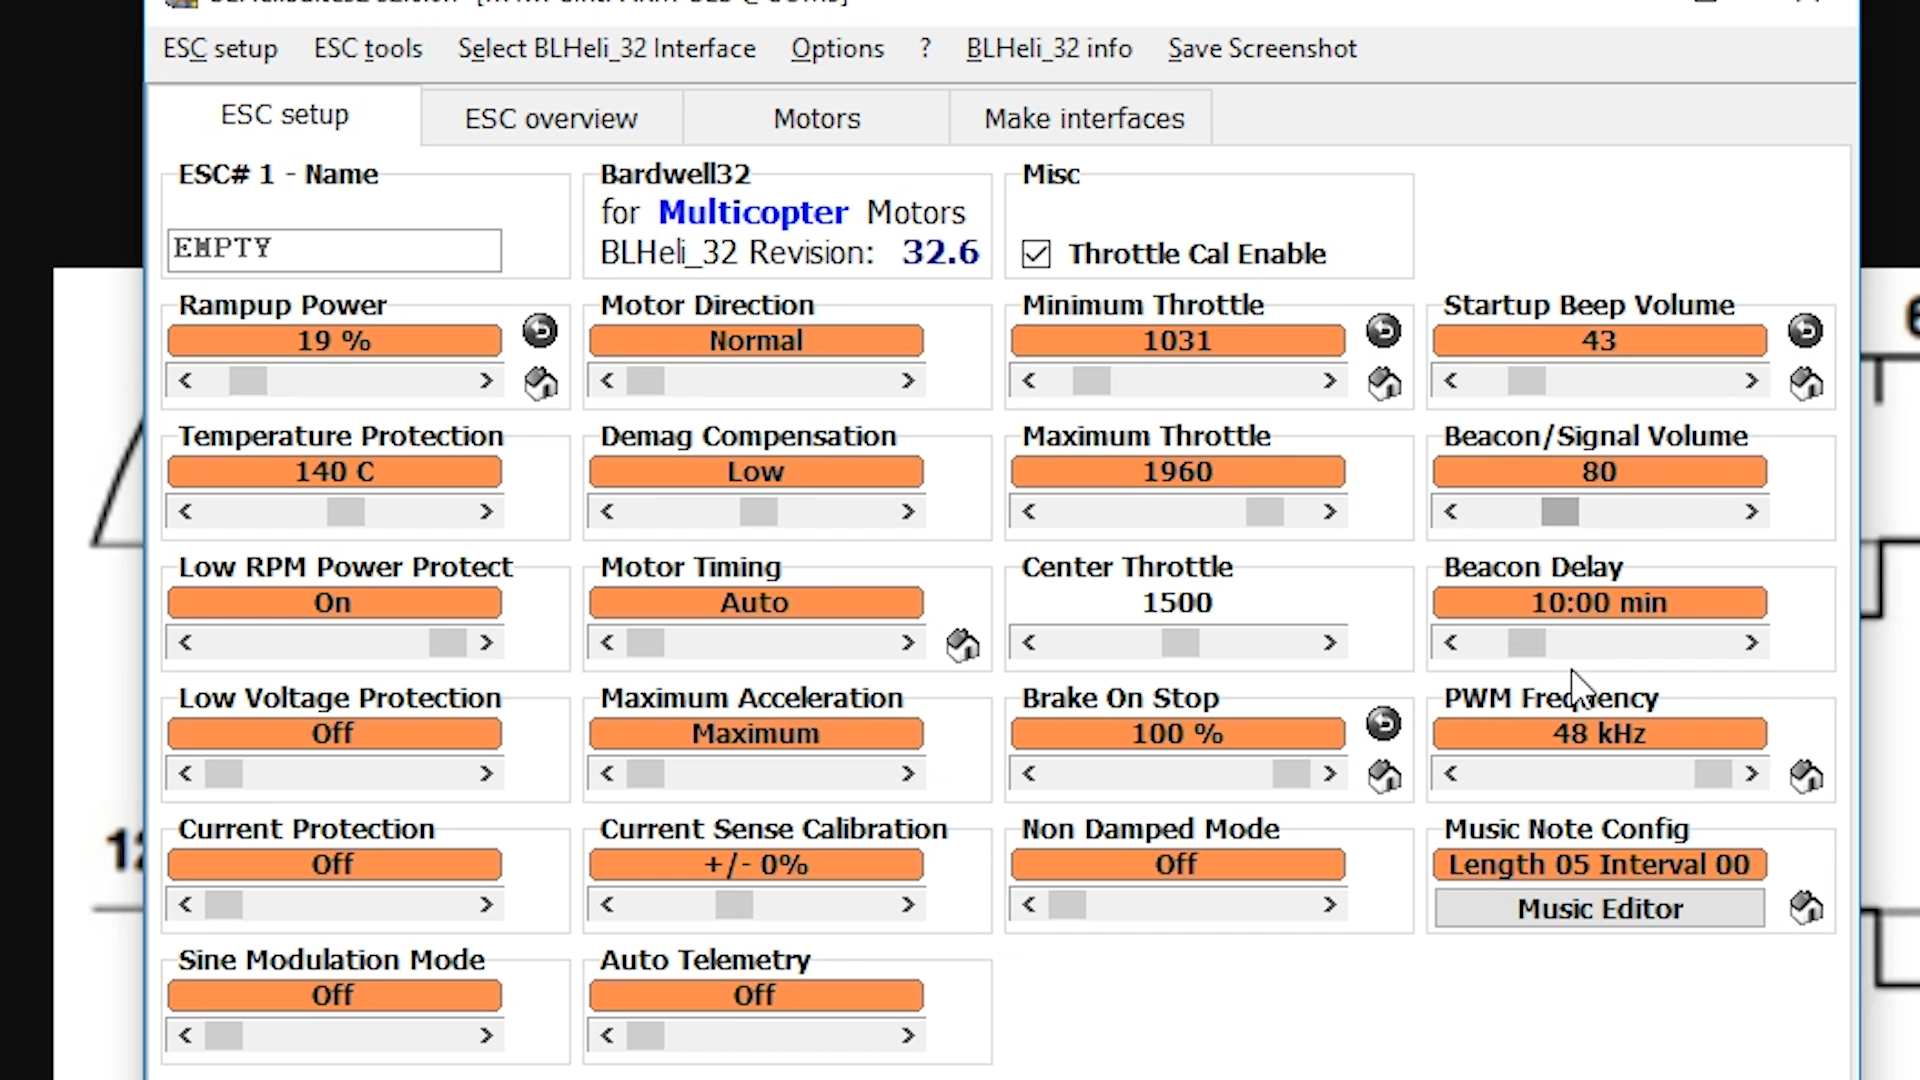 ESC setup ESC tools Select BLHeli_32 Interface Options ? BLHeli_32 info Save Screenshot
ESC setup ESC overview Motors Make interfaces
ESC# 1 - Name
EMPTY
Bardwell32
for Multicopter Motors
BLHeli_32 Revision: 32.6
Misc
Throttle Cal Enable
Rampup Power
19 %
Motor Direction
Normal
Minimum Throttle
1031
Startup Beep Volume
43
Temperature Protection
140 C
Demag Compensation
Low
Maximum Throttle
1960
Beacon/Signal Volume
80
Low RPM Power Protect
On
Motor Timing
Auto
Center Throttle
1500
Beacon Delay
10:00 min
Low Voltage Protection
Off
Maximum Acceleration
Maximum
Brake On Stop
100 %
PWM Frequency
48 kHz
Current Protection
Off
Current Sense Calibration
+/- 0%
Non Damped Mode
Off
Music Note Config
Length 05 Interval 00
Music Editor
Sine Modulation Mode
Off
Auto Telemetry
Off